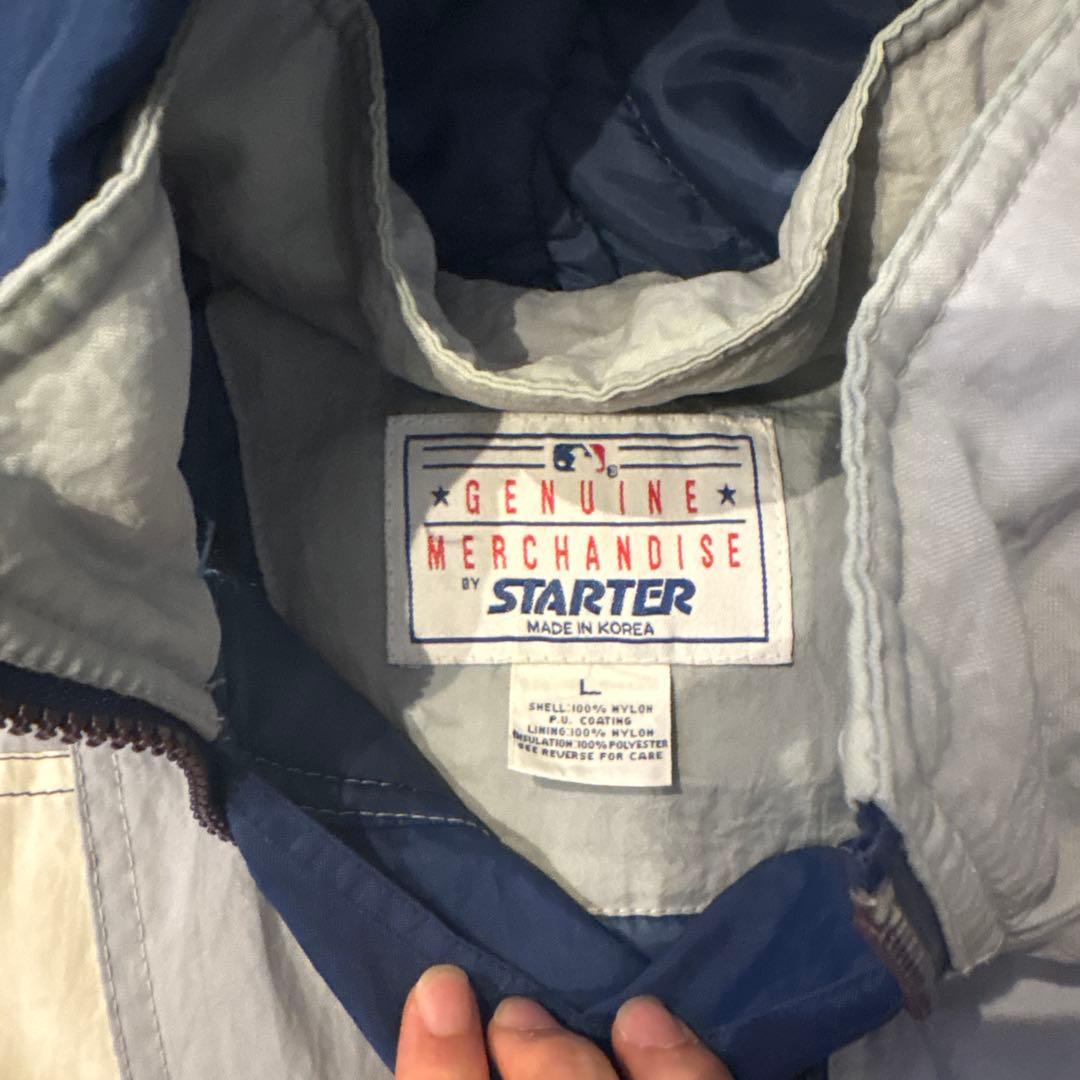 ★ GENUINE ★
MERCHANDISE
BY STARTER
MADE IN KOREA
L
SHELL:100% NYLON
P.U. COATING
LINING:100% NYLON
INSULATION:100% POLYESTER
SEE REVERSE FOR CARE